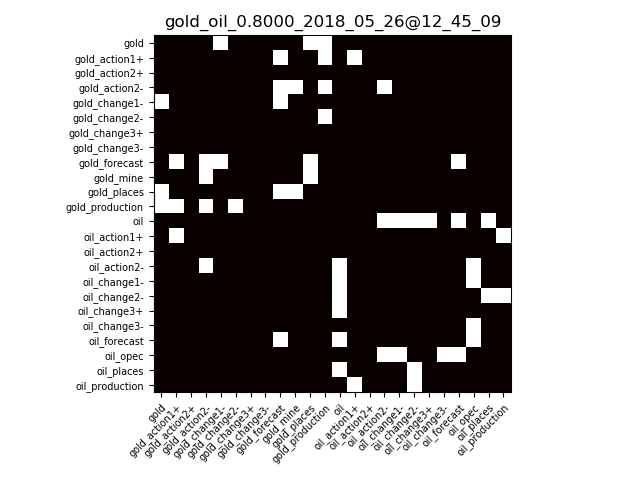 gold_oil_0.8000_2018_05_26@12_45_09
gold
gold_action1+
gold_action2+
gold_action2-
gold_change1-
gold_change2-
gold_change3+
gold_change3-
gold_forecast
gold_mine
gold_places
gold_production
oil
oil_action1+
oil_action2+
oil_action2-
oil_change1-
oil_change2-
oil_change3+
oil_change3-
oil_forecast
oil_opec
oil_places
oil_production
gold
gold_action1+
gold_action2+
gold_action2-
gold_change1-
gold_change2-
gold_change3+
gold_change3-
gold_forecast
gold_mine
gold_places
gold_production
oil
oil_action1+
oil_action2+
oil_action2-
oil_change1-
oil_change2-
oil_change3+
oil_change3-
oil_forecast
oil_opec
oil_places
oil_production